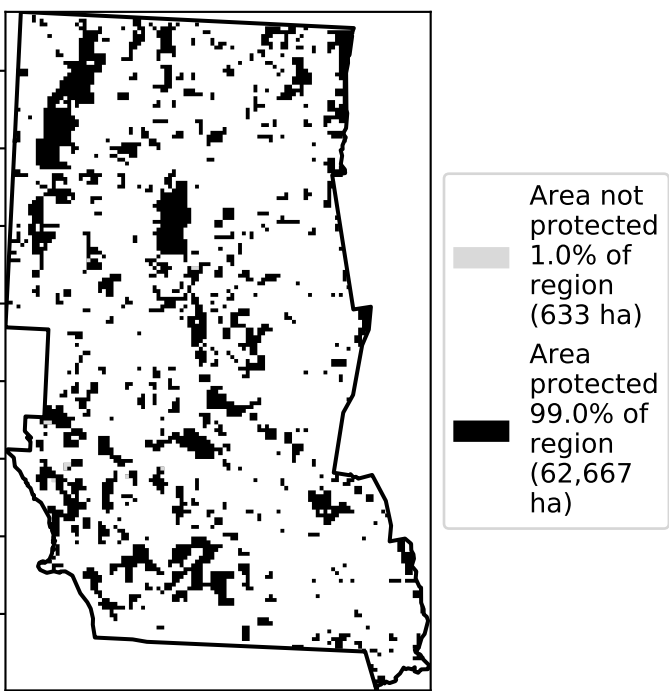 Area not
protected
1.0% of
region
(633 ha)
Area
protected
99.0% of
region
(62,667
ha)